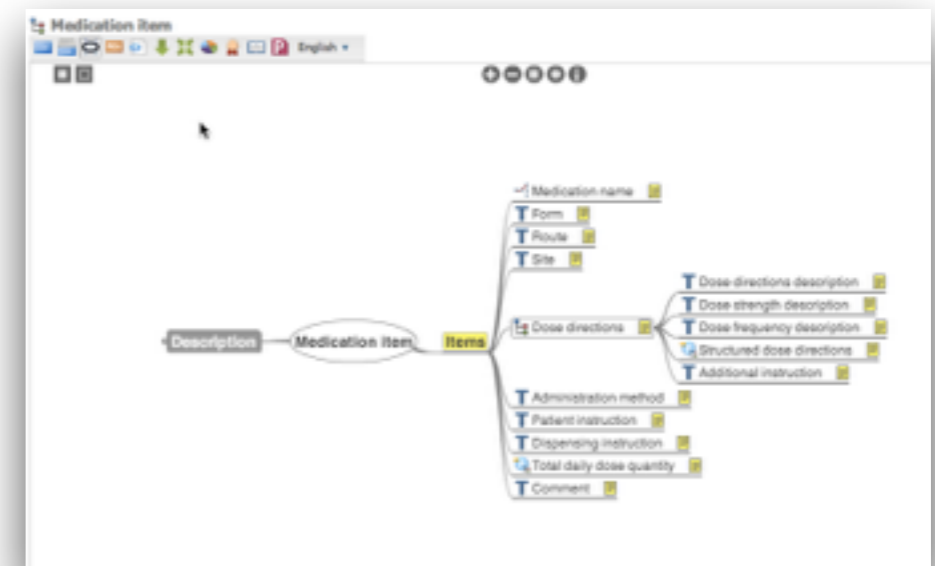 Medication item
English
Medication name
Form
Route
Site
Dose directions description
Dose strength description
Description
Medication item
Items
Dose directions
Dose frequency description
Structured dose directions
Additional instruction
Administration method
Patient instruction
Dispensing instruction
Total daily dose quantity
Comment